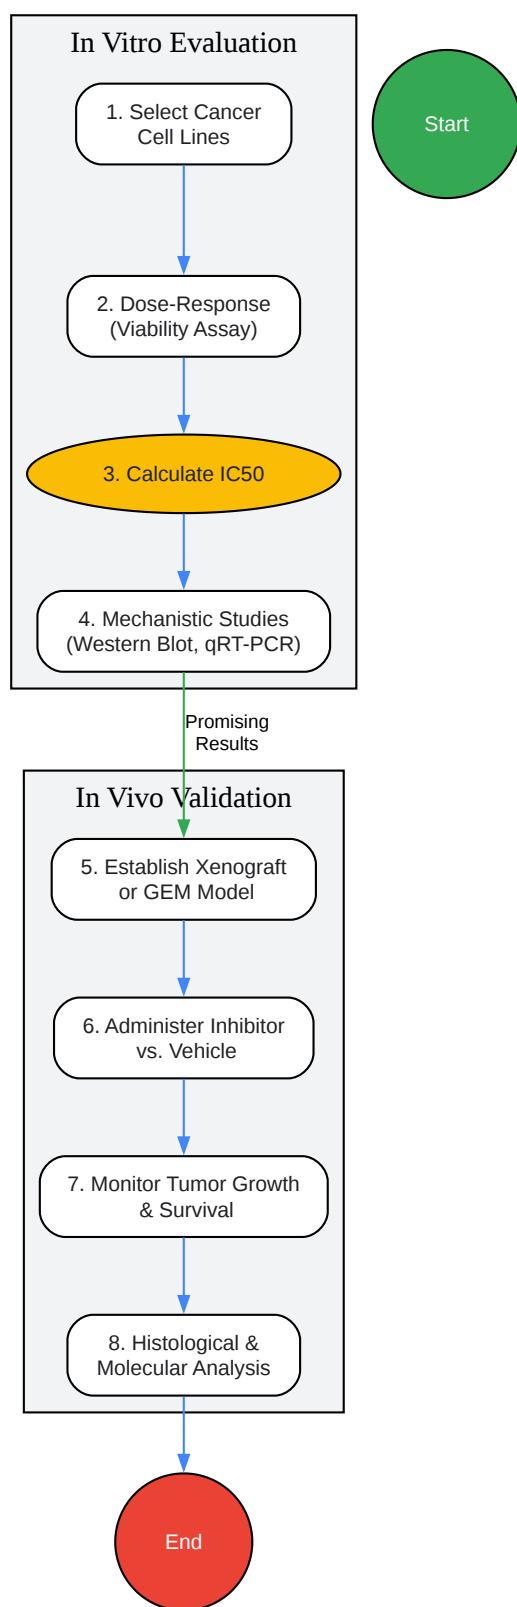 In Vitro Evaluation
Start
1. Select Cancer
Cell Lines
2. Dose-Response
(Viability Assay)
3. Calculate IC50
4. Mechanistic Studies
(Western Blot, qRT-PCR)
Promising
Results
In Vivo Validation
5. Establish Xenograft
or GEM Model
6. Administer Inhibitor
vs. Vehicle
7. Monitor Tumor Growth
& Survival
8. Histological &
Molecular Analysis
End